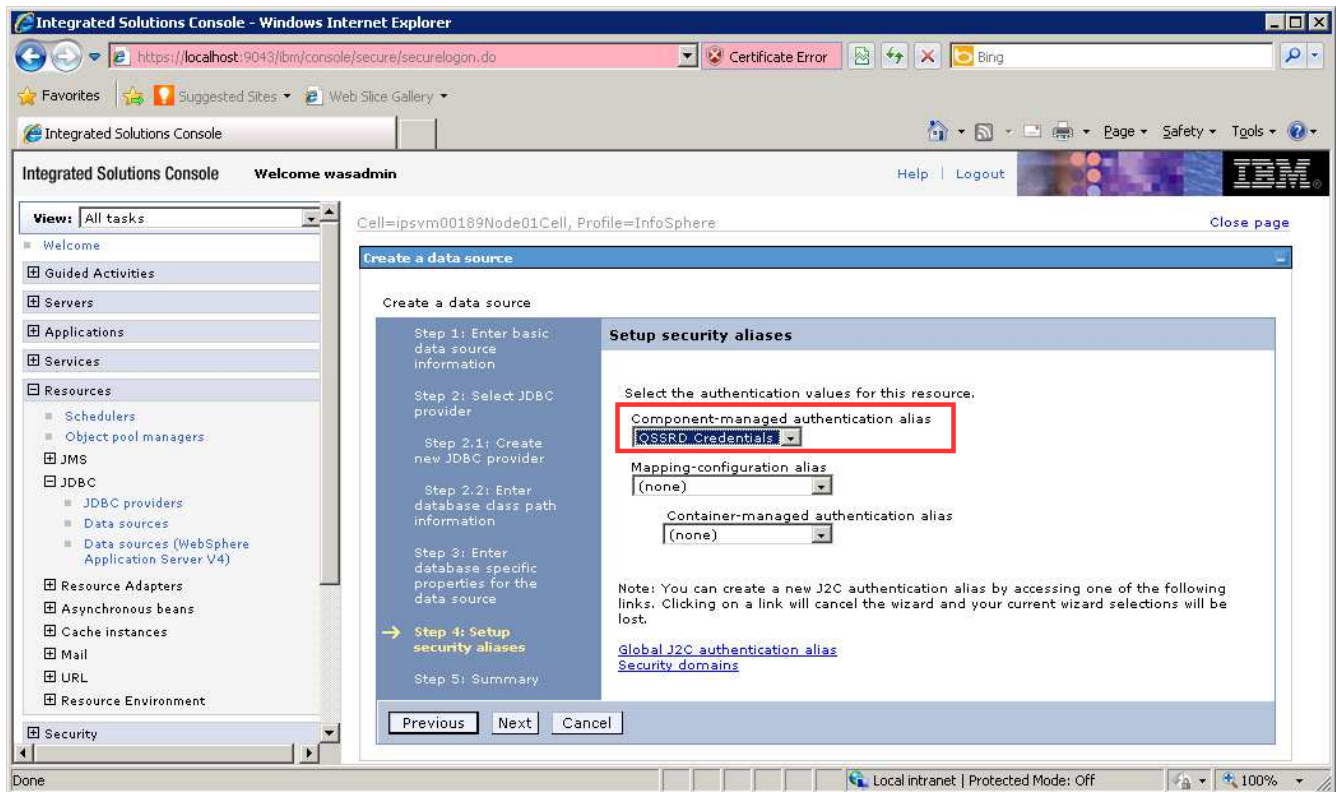 Integrated Solutions Console - Windows Internet Explorer
https://localhost:9043/ibm/console/secure/securelogon.do
Certificate Error
Bing
Favorites
Suggested Sites
Web Slice Gallery
Integrated Solutions Console
Page
Safety
Tools
Integrated Solutions Console
Welcome wasadmin
Help | Logout
IBM®
View:
All tasks
Welcome
Guided Activities
Servers
Applications
Services
Resources
Schedulers
Object pool managers
JMS
JDBC
JDBC providers
Data sources
Data sources (WebSphere
Application Server V4)
Resource Adapters
Asynchronous beans
Cache instances
Mail
URL
Resource Environment
Security
Cell=ipsvm00189Node01Cell, Profile=InfoSphere
Close page
Create a data source
Create a data source
Step 1: Enter basic
data source
information
Step 2: Select JDBC
provider
Step 2.1: Create
new JDBC provider
Step 2.2: Enter
database class path
information
Step 3: Enter
database specific
properties for the
data source
Step 4: Setup
security aliases
Step 5: Summary
Setup security aliases
Select the authentication values for this resource.
Component-managed authentication alias
QSSRD Credentials
Mapping-configuration alias
(none)
Container-managed authentication alias
(none)
Note: You can create a new J2C authentication alias by accessing one of the following
links. Clicking on a link will cancel the wizard and your current wizard selections will be
lost.
Global J2C authentication alias
Security domains
Previous
Next
Cancel
Done
Local intranet | Protected Mode: Off
100%